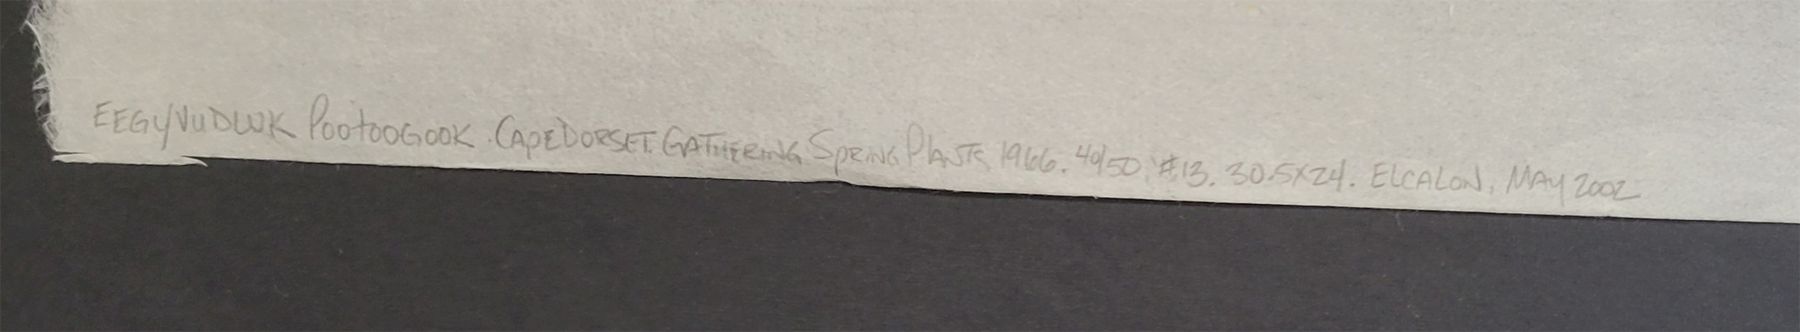 EEGYVUDLUK POOTOOGOOK. CAPE DORSET. GATHERING SPRING PLANTS 1966. 40/50. #13. 30.5X24. ELCALON, MAY 2002